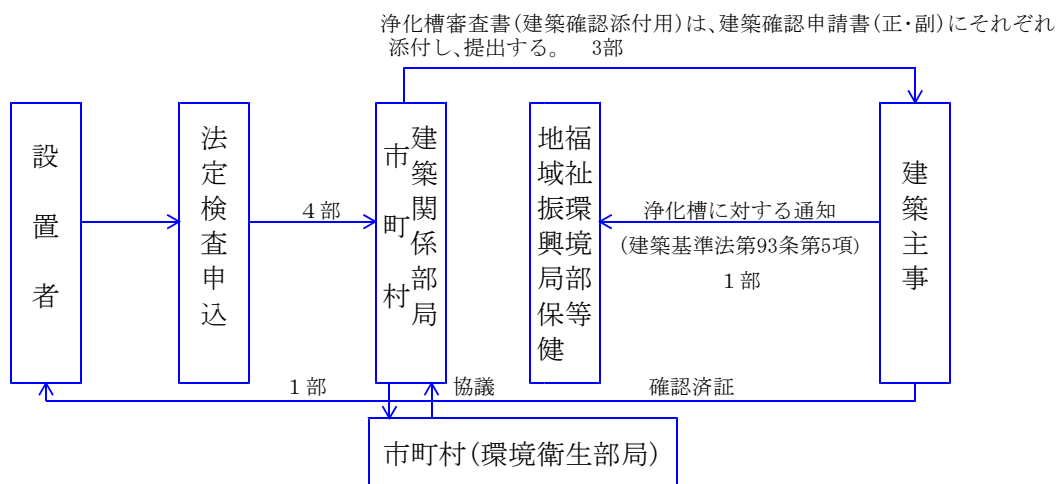 浄化槽審査書(建築確認添付用)は、建築確認申請書(正・副)にそれぞれ
添付し、提出する。　3部
設置者
法定検査申込
4部
市町村
建築関係部局
地域振興局保健
福祉環境部等
浄化槽に対する通知
(建築基準法第93条第5項)
1部
建築主事
1部
協議
確認済証
市町村(環境衛生部局)